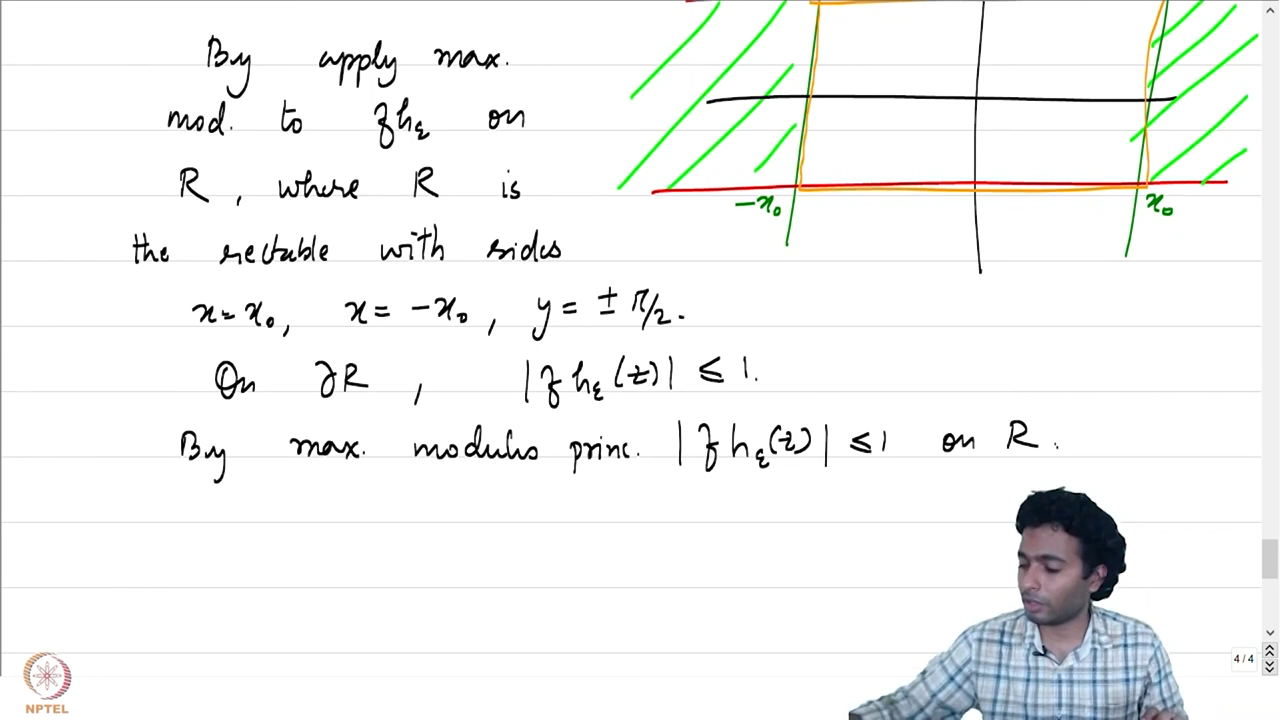 By apply max.
mod. to fh_ε on
R, where R is
the rectable with sides
x = x₀, x = -x₀, y = ± π/2.
On ∂R, |f h_ε(z)| ≤ 1.
By max. modulus princ. |f h_ε(z)| ≤ 1 on R.
-x₀ x₀
4 / 4
NPTEL